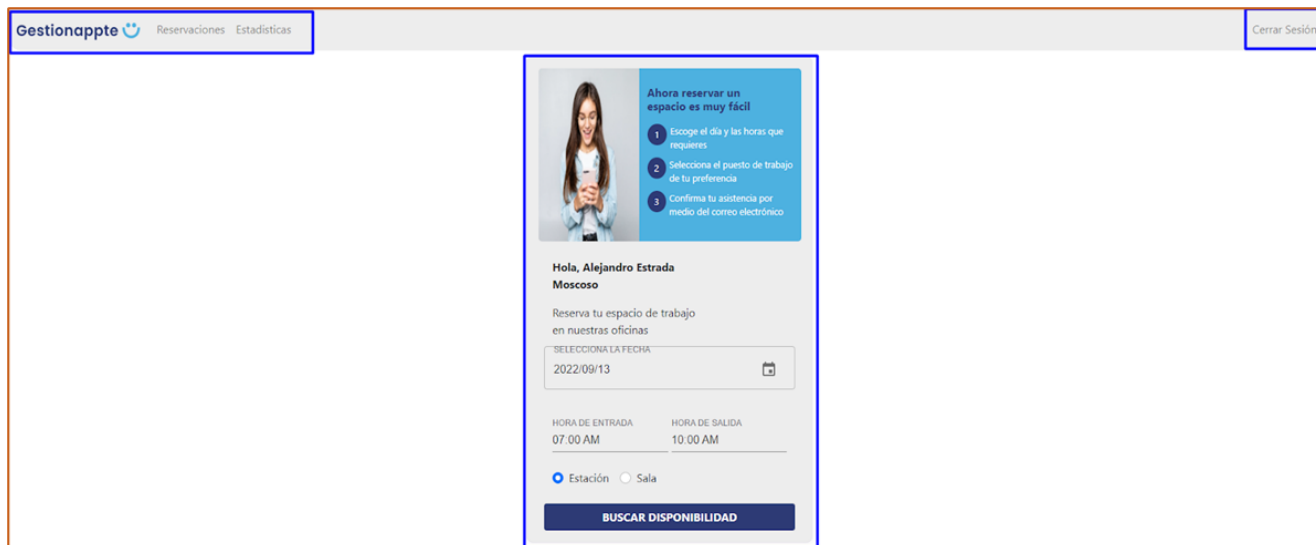 Gestionappte Reservaciones Estadisticas Cerrar Sesión
Ahora reservar un
espacio es muy fácil
1 Escoge el día y las horas que
requieres
2 Selecciona el puesto de trabajo
de tu preferencia
3 Confirma tu asistencia por
medio del correo electrónico
Hola, Alejandro Estrada
Moscoso
Reserva tu espacio de trabajo
en nuestras oficinas
SELECCIONA LA FECHA
2022/09/13
HORA DE ENTRADA HORA DE SALIDA
07:00 AM 10:00 AM
Estación Sala
BUSCAR DISPONIBILIDAD